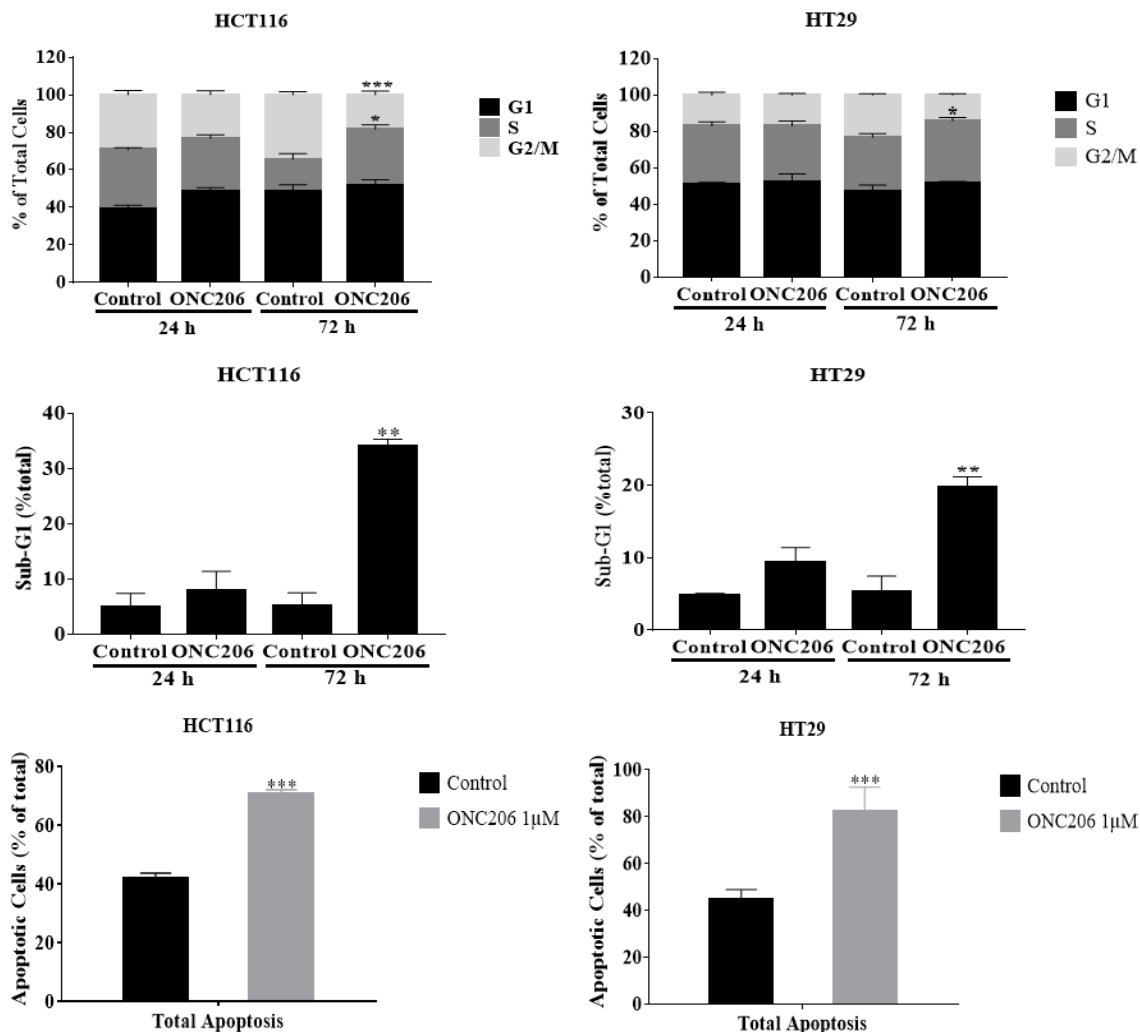 HCT116
% of Total Cells
120
100
80
60
40
20
0
***
*
G1
S
G2/M
Control ONC206 Control ONC206
24 h 72 h
HT29
% of Total Cells
120
100
80
60
40
20
0
*
G1
S
G2/M
Control ONC206 Control ONC206
24 h 72 h
HCT116
Sub-G1 (%total)
40
30
20
10
0
**
Control ONC206 Control ONC206
24 h 72 h
HT29
Sub-G1 (%total)
30
20
10
0
**
Control ONC206 Control ONC206
24 h 72 h
HCT116
Apoptotic Cells (% of total)
80
60
40
20
0
***
Control
ONC206 1µM
Total Apoptosis
HT29
Apoptotic Cells (% of total)
100
80
60
40
20
0
***
Control
ONC206 1µM
Total Apoptosis